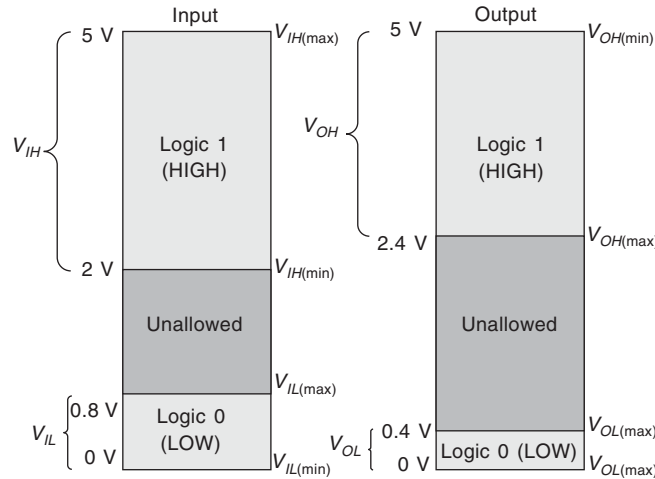 Input
5 V
V_IH(max)
V_IH
Logic 1
(HIGH)
2 V
V_IH(min)
Unallowed
V_IL(max)
0.8 V
V_IL
Logic 0
(LOW)
0 V
V_IL(min)
Output
5 V
V_OH(min)
V_OH
Logic 1
(HIGH)
2.4 V
V_OH(max)
Unallowed
V_OL(max)
0.4 V
V_OL
Logic 0 (LOW)
0 V
V_OL(max)